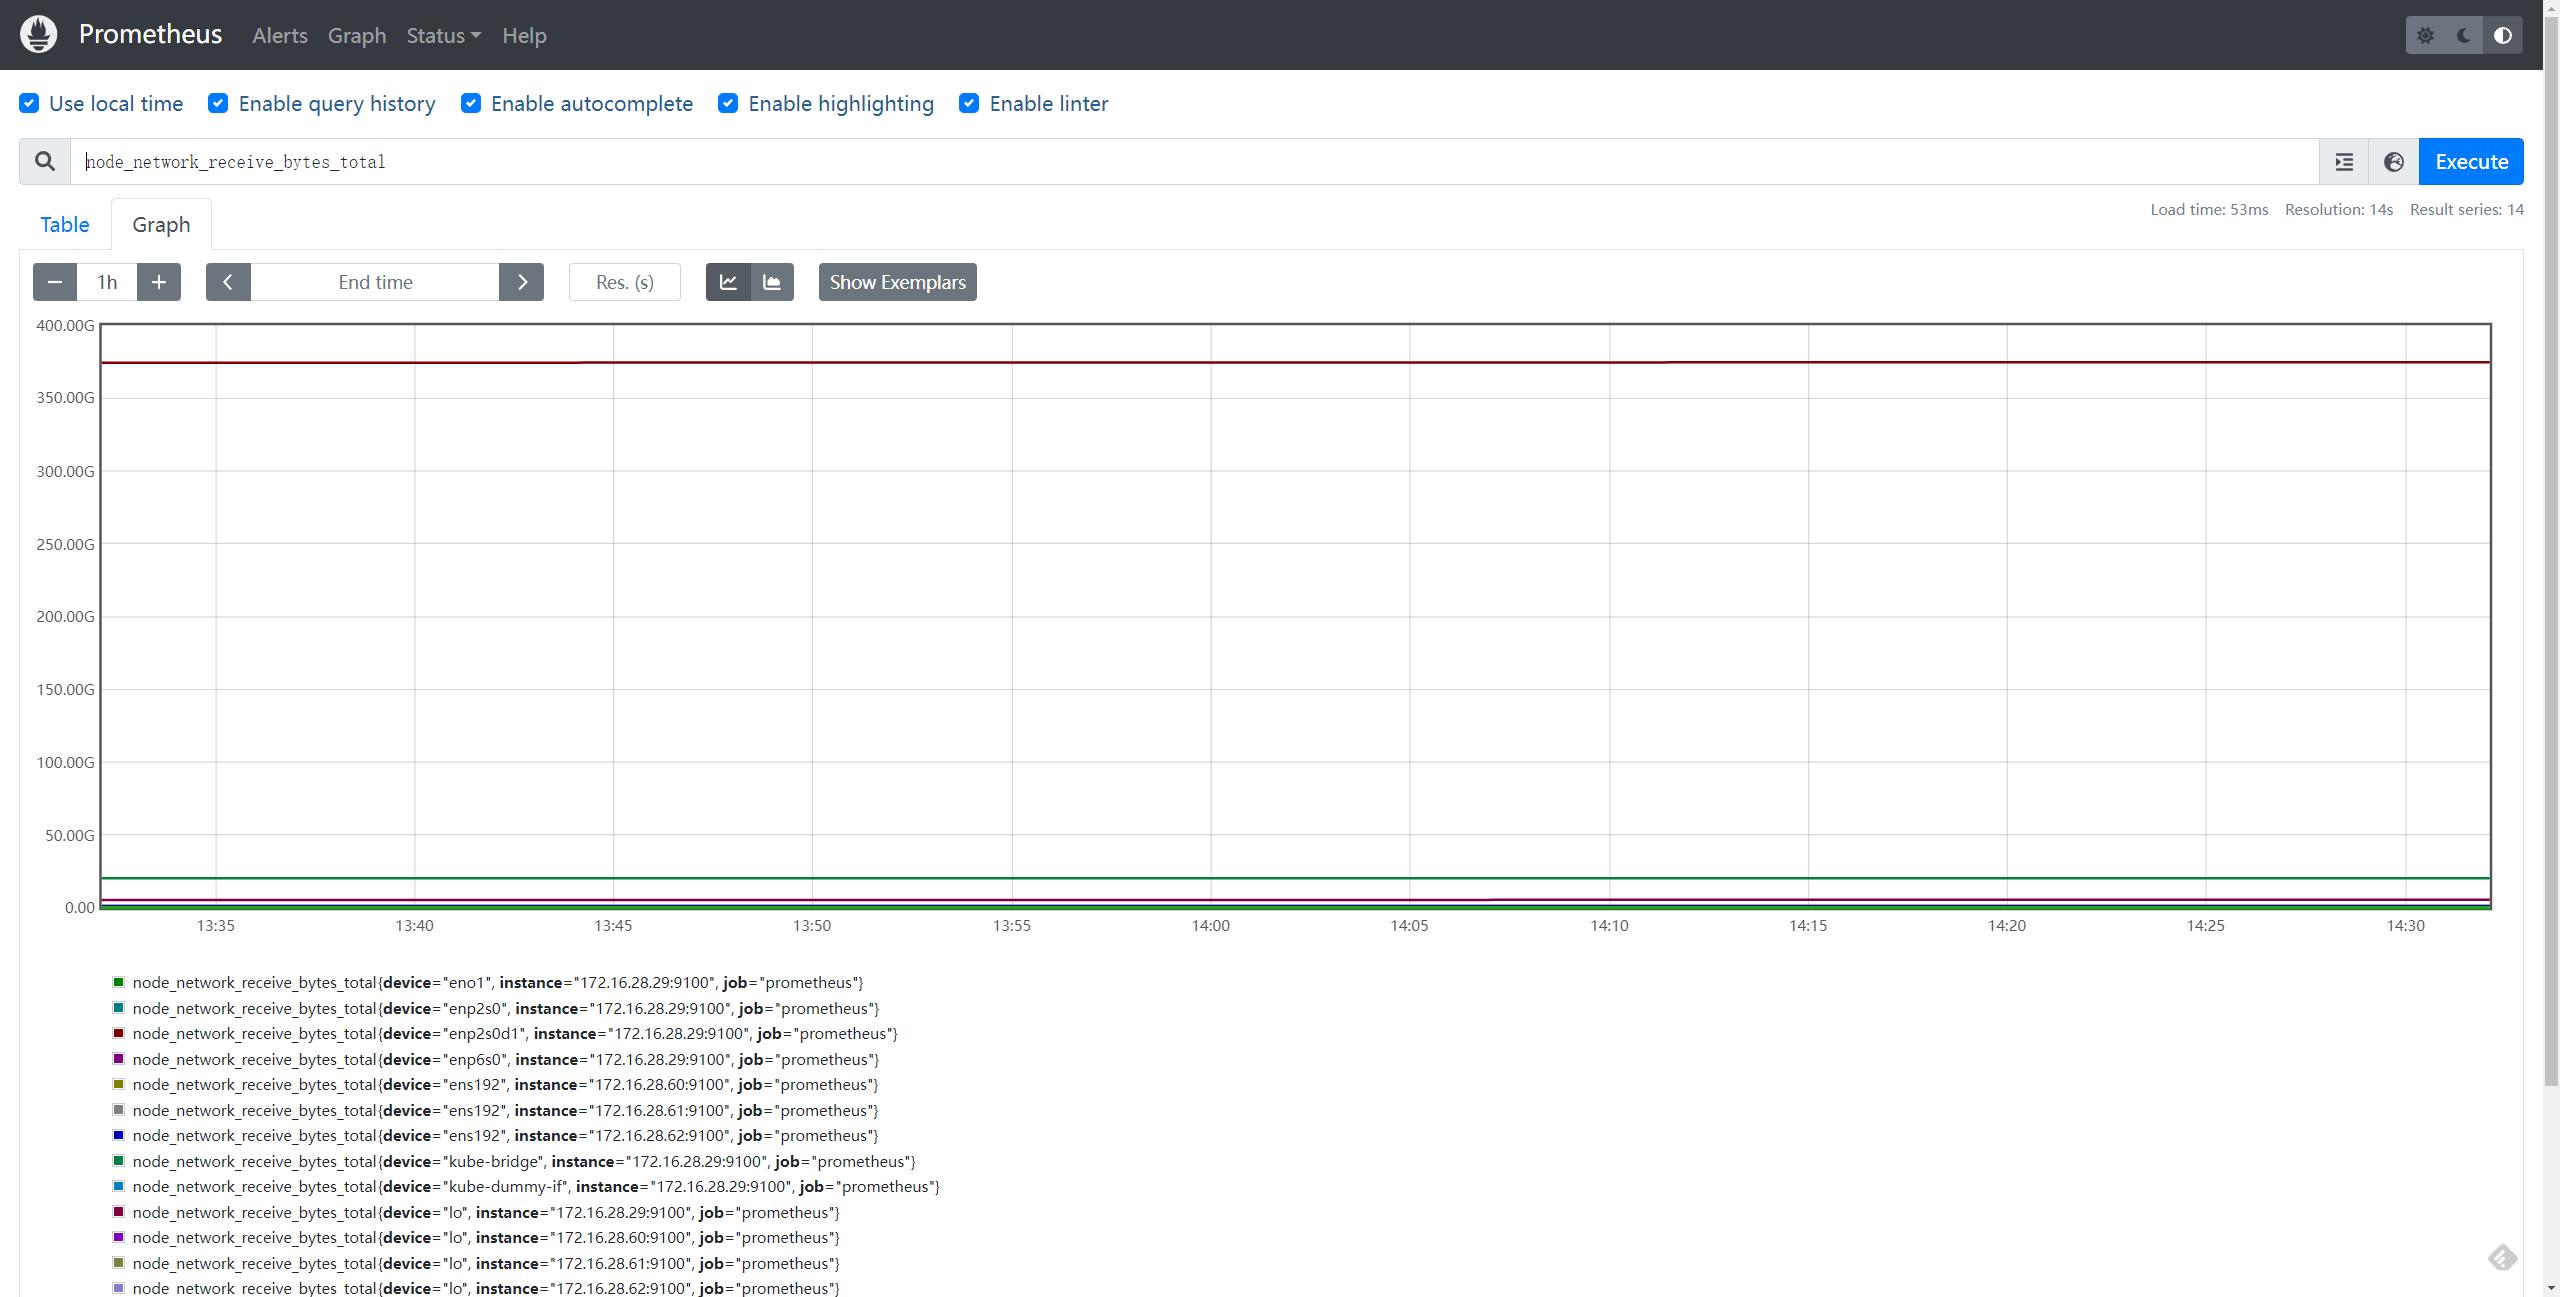 Prometheus Alerts Graph Status Help
Use local time Enable query history Enable autocomplete Enable highlighting Enable linter
node_network_receive_bytes_total Execute
Table Graph Load time: 53ms Resolution: 14s Result series: 14
1h End time Res. (s) Show Exemplars
400.00G
350.00G
300.00G
250.00G
200.00G
150.00G
100.00G
50.00G
0.00
13:35 13:40 13:45 13:50 13:55 14:00 14:05 14:10 14:15 14:20 14:25 14:30
node_network_receive_bytes_total{device="eno1", instance="172.16.28.29:9100", job="prometheus"}
node_network_receive_bytes_total{device="enp2s0", instance="172.16.28.29:9100", job="prometheus"}
node_network_receive_bytes_total{device="enp2s0d1", instance="172.16.28.29:9100", job="prometheus"}
node_network_receive_bytes_total{device="enp6s0", instance="172.16.28.29:9100", job="prometheus"}
node_network_receive_bytes_total{device="ens192", instance="172.16.28.60:9100", job="prometheus"}
node_network_receive_bytes_total{device="ens192", instance="172.16.28.61:9100", job="prometheus"}
node_network_receive_bytes_total{device="ens192", instance="172.16.28.62:9100", job="prometheus"}
node_network_receive_bytes_total{device="kube-bridge", instance="172.16.28.29:9100", job="prometheus"}
node_network_receive_bytes_total{device="kube-dummy-if", instance="172.16.28.29:9100", job="prometheus"}
node_network_receive_bytes_total{device="lo", instance="172.16.28.29:9100", job="prometheus"}
node_network_receive_bytes_total{device="lo", instance="172.16.28.60:9100", job="prometheus"}
node_network_receive_bytes_total{device="lo", instance="172.16.28.61:9100", job="prometheus"}
node_network_receive_bytes_total{device="lo", instance="172.16.28.62:9100", job="prometheus"}